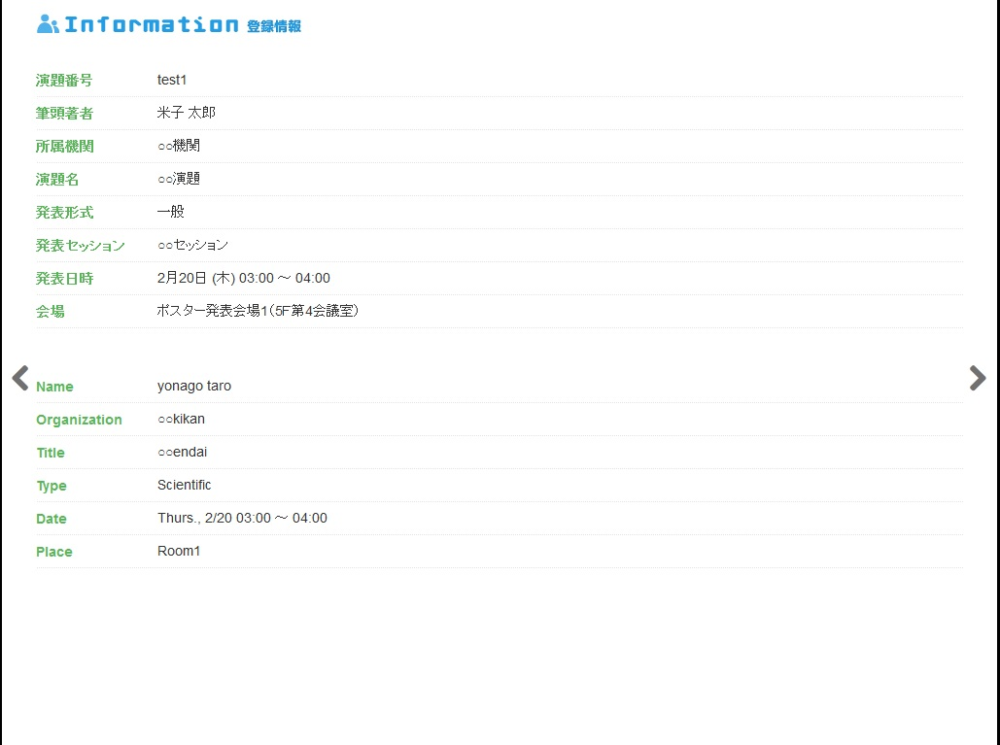 Information 登録情報
演題番号 test1
筆頭著者 米子 太郎
所属機関 ○○機関
演題名 ○○演題
発表形式 一般
発表セッション ○○セッション
発表日時 2月20日 (木) 03:00 ～ 04:00
会場 ポスター発表会場1(5F第4会議室)
Name yonago taro
Organization ○○kikan
Title ○○endai
Type Scientific
Date Thurs., 2/20 03:00 ～ 04:00
Place Room1